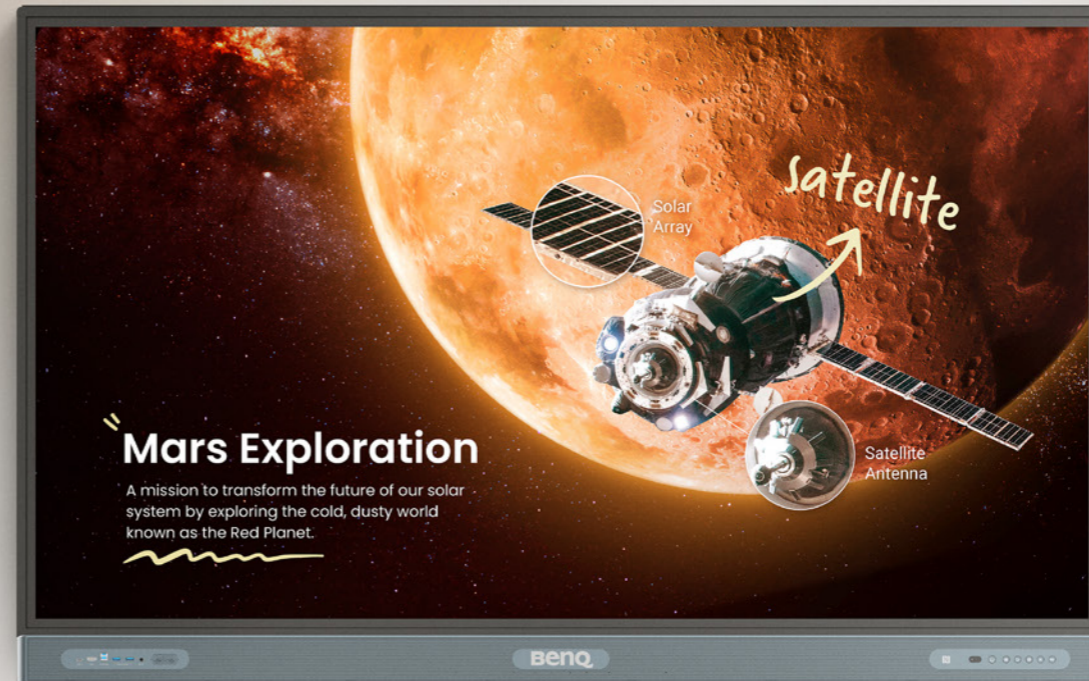 satellite
Solar
Array
Mars Exploration
A mission to transform the future of our solar
system by exploring the cold, dusty world
known as the Red Planet.
Satellite
Antenna
BenQ